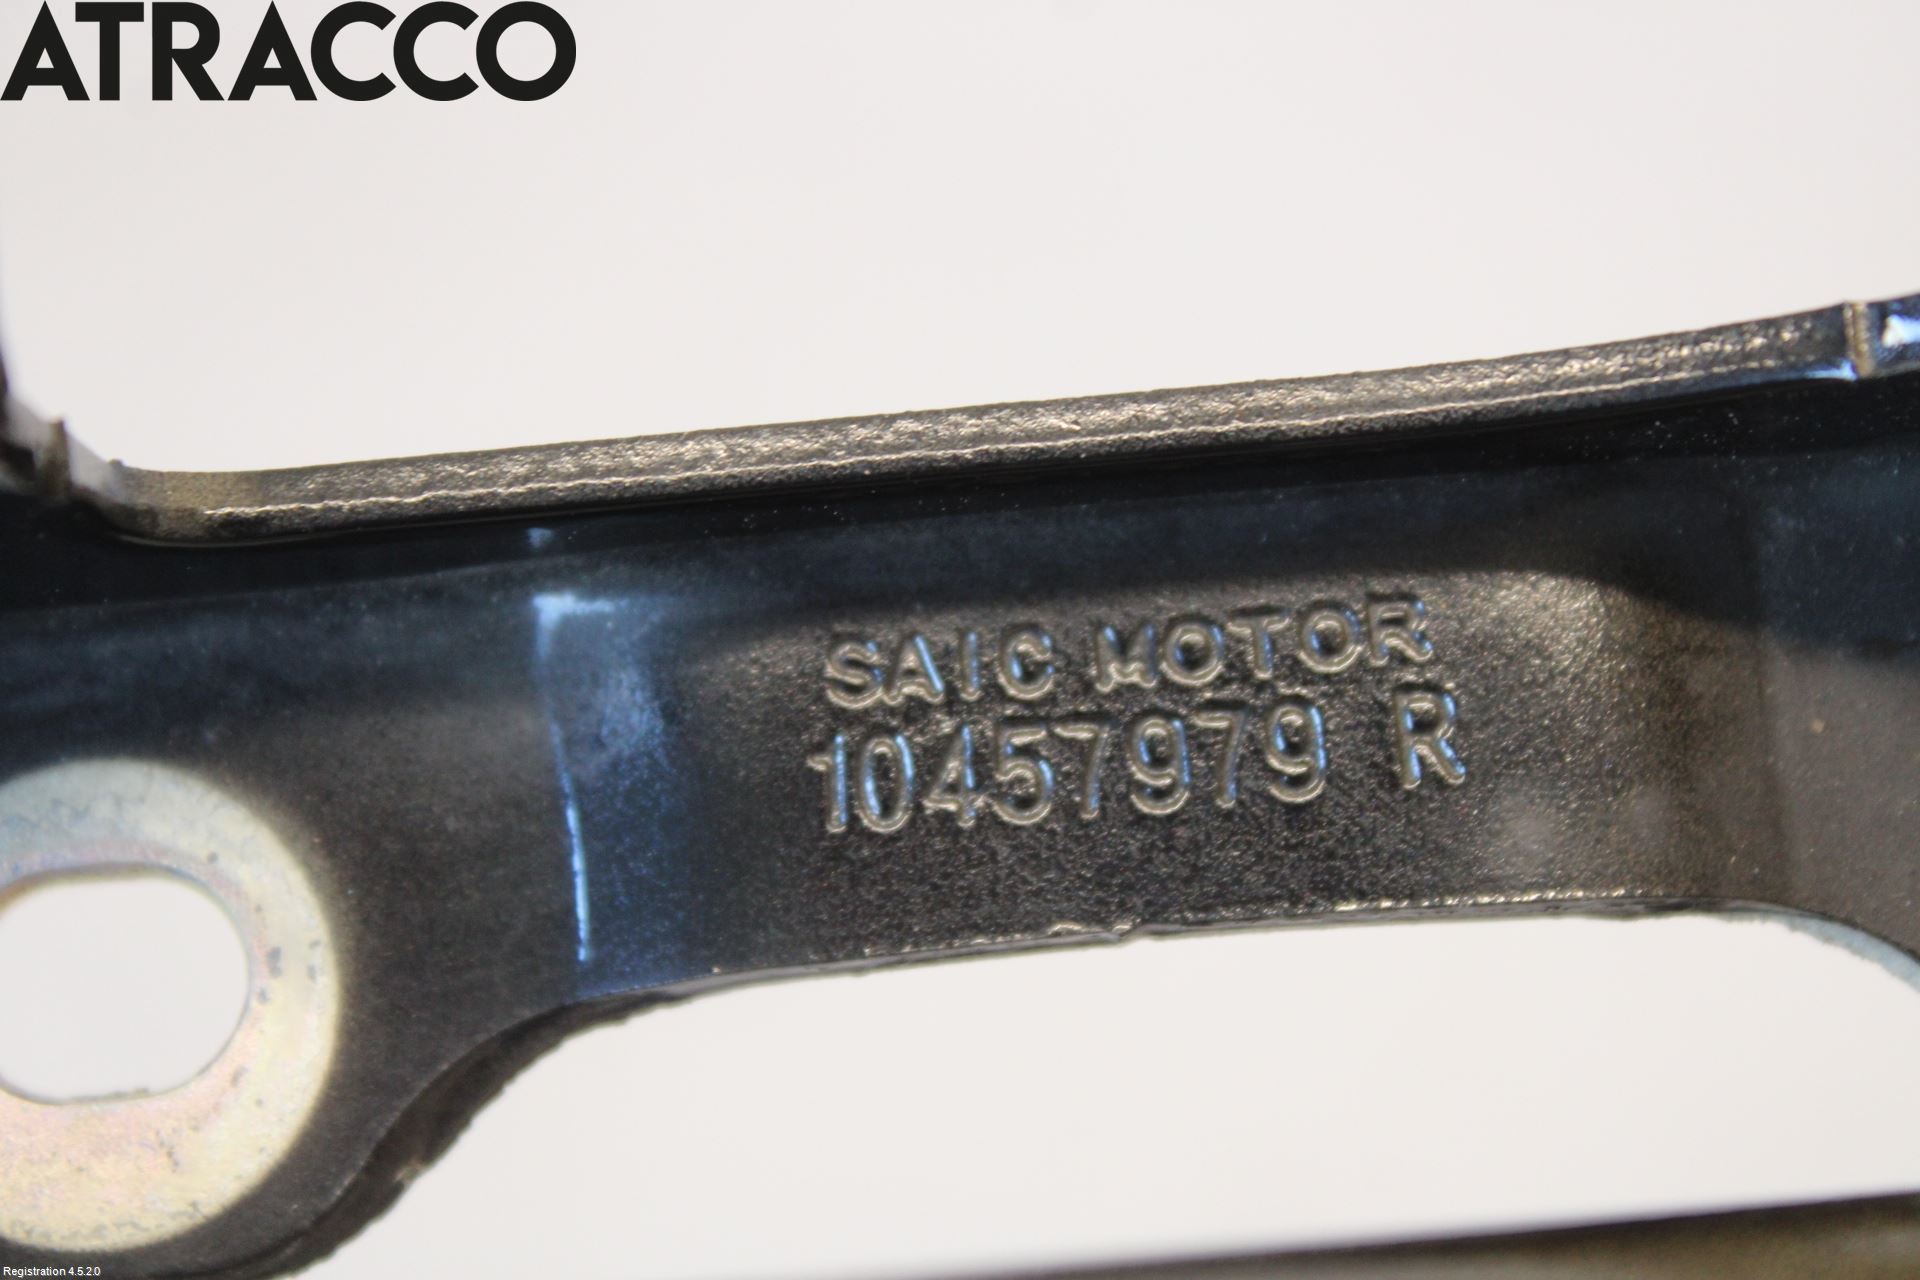 ATRACCO
SAIC MOTOR
10457979 R
Registration 4.5.2.0